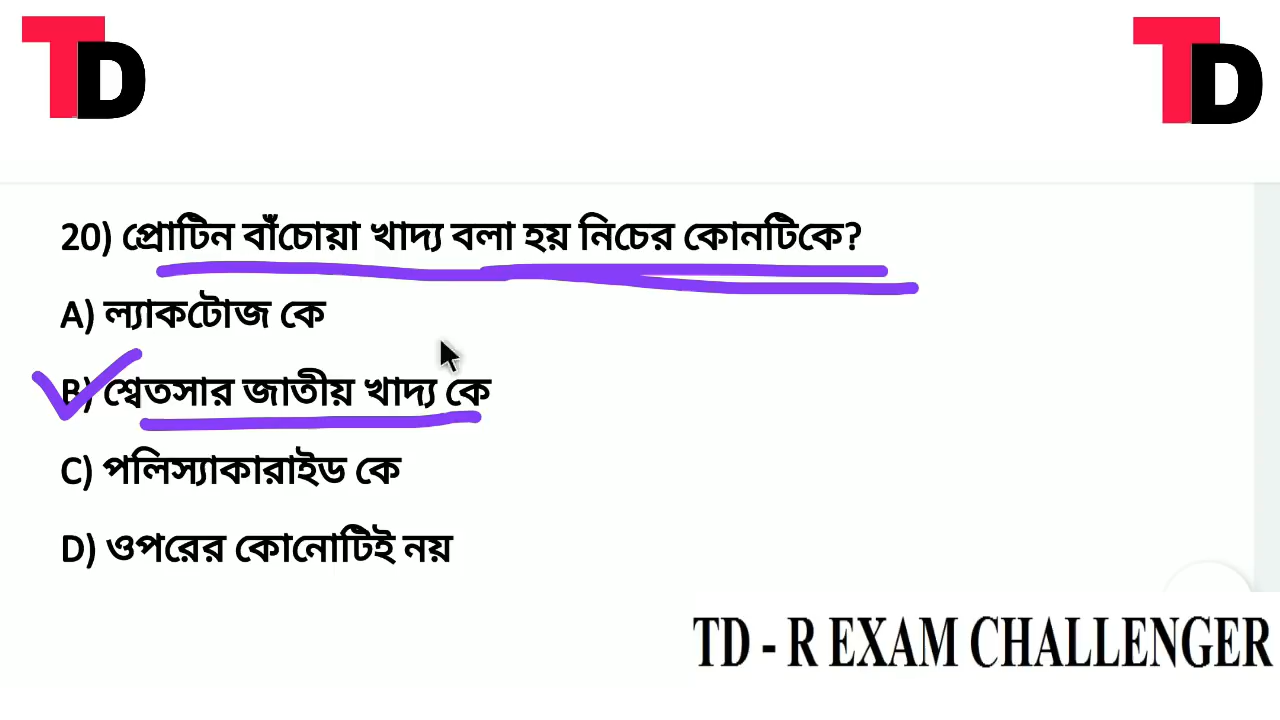 TD
TD
20) প্রোটিন বাঁচোয়া খাদ্য বলা হয় নিচের কোনটিকে?
A) ল্যাকটোজ কে
B) শ্বেতসার জাতীয় খাদ্য কে
C) পলিস্যাকারাইড কে
D) ওপরের কোনোটিই নয়
TD - R EXAM CHALLENGER